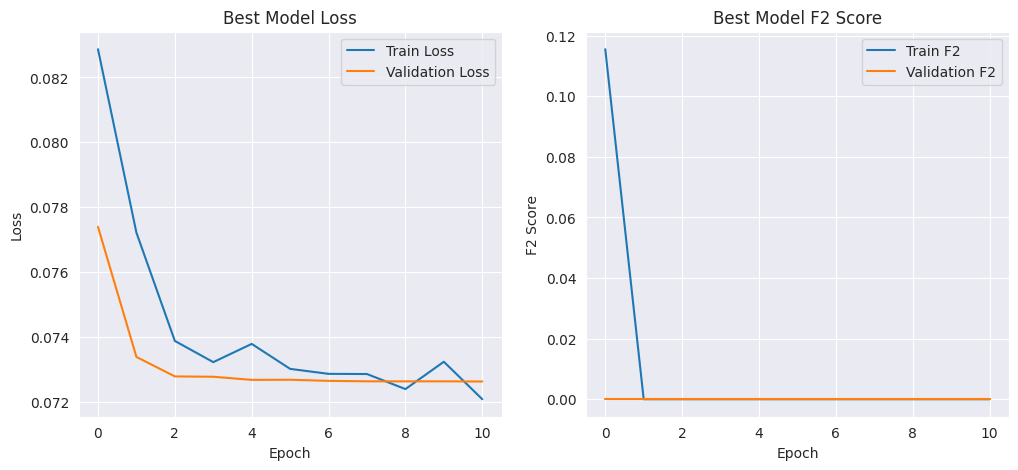 Best Model Loss
Train Loss
Validation Loss
0.082
0.080
0.078
0.076
0.074
0.072
Loss
0 2 4 6 8 10
Epoch
Best Model F2 Score
Train F2
Validation F2
0.12
0.10
0.08
0.06
0.04
0.02
0.00
F2 Score
0 2 4 6 8 10
Epoch